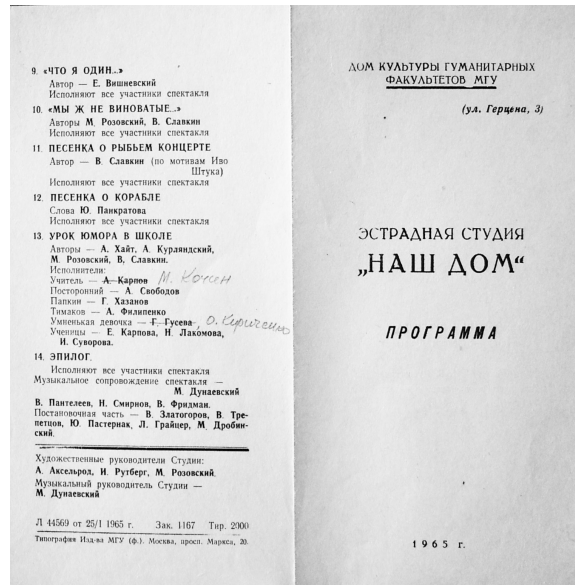 9. «ЧТО Я ОДИН...»
Автор — Е. Вишневский
Исполняют все участники спектакля
10. «МЫ Ж НЕ ВИНОВАТЫЕ...»
Авторы М. Розовский, В. Славкин
Исполняют все участники спектакля
11. ПЕСЕНКА О РЫБЬЕМ КОНЦЕРТЕ
Автор — В. Славкин (по мотивам Иво
Штука)
Исполняют все участники спектакля
12. ПЕСЕНКА О КОРАБЛЕ
Слова Ю. Панкратова
Исполняют все участники спектакля
13. УРОК ЮМОРА В ШКОЛЕ
Авторы — А. Хайт, А. Курляндский,
М. Розовский, В. Славкин.
Исполнители:
Учитель — А. Карпов М. Кочин
Посторонний — А. Свободов
Папкин — Г. Хазанов
Тимаков — А. Филипенко
Умненькая девочка — Г. Гусева, О. Кириченко
Ученицы — Е. Карпова, Н. Лакомова,
И. Суворова.
14. ЭПИЛОГ.
Исполняют все участники спектакля
Музыкальное сопровождение спектакля —
М. Дунаевский
В. Пантелеев, Н. Смирнов, В. Фридман.
Постановочная часть — В. Златогоров, В. Тре-
петцов, Ю. Пастернак, Л. Грайцер, М. Дробин-
ский.
Художественные руководители Студии:
А. Аксельрод, И. Рутберг, М. Розовский.
Музыкальный руководитель Студии —
М. Дунаевский
Л 44569 от 25/I 1965 г. Зак. 1167 Тир. 2000
Типография Изд-ва МГУ (ф.). Москва, просп. Маркса, 20.
ДОМ КУЛЬТУРЫ ГУМАНИТАРНЫХ
ФАКУЛЬТЕТОВ МГУ
(ул. Герцена, 3)
ЭСТРАДНАЯ СТУДИЯ
„НАШ ДОМ“
ПРОГРАММА
1965 г.